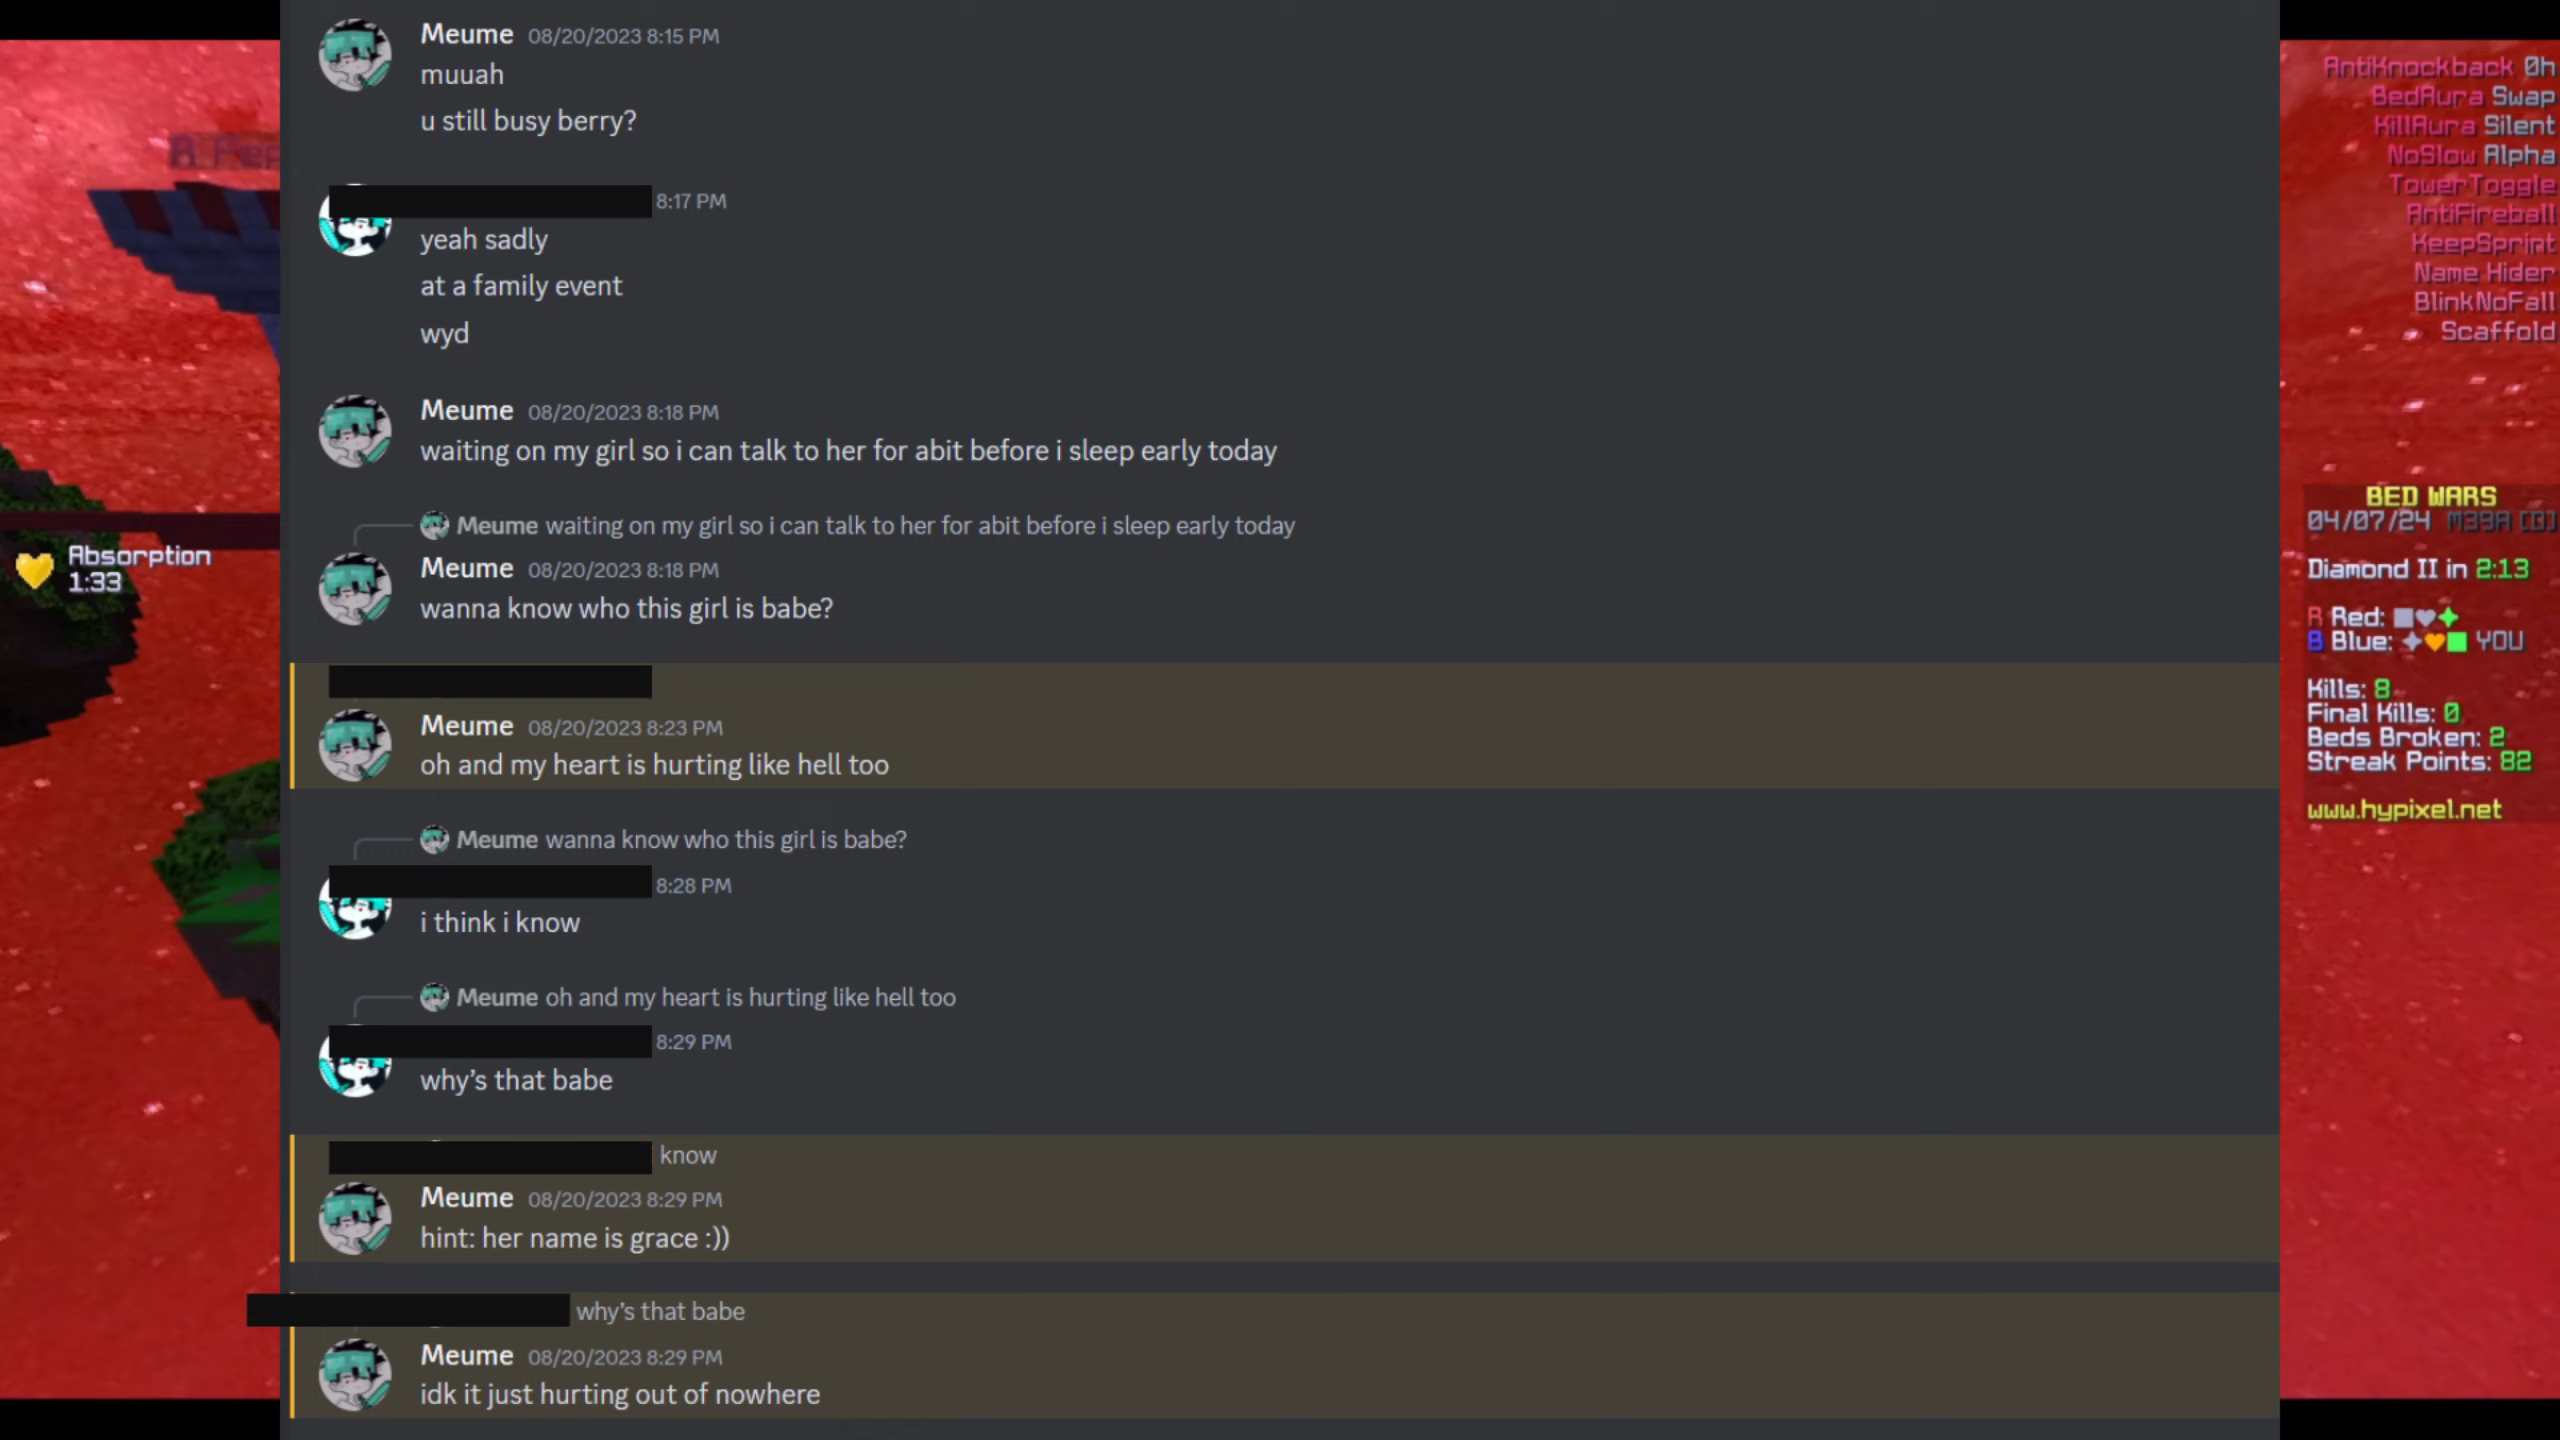 Meume 08/20/2023 8:15 PM
muuah
u still busy berry?
8:17 PM
yeah sadly
at a family event
wyd
Meume 08/20/2023 8:18 PM
waiting on my girl so i can talk to her for abit before i sleep early today
Meume waiting on my girl so i can talk to her for abit before i sleep early today
Meume 08/20/2023 8:18 PM
wanna know who this girl is babe?
Meume 08/20/2023 8:23 PM
oh and my heart is hurting like hell too
Meume wanna know who this girl is babe?
8:28 PM
i think i know
Meume oh and my heart is hurting like hell too
8:29 PM
why's that babe
know
Meume 08/20/2023 8:29 PM
hint: her name is grace :))
why's that babe
Meume 08/20/2023 8:29 PM
idk it just hurting out of nowhere
Absorption
1:33
AntiKnockback 0h
BedAura Swap
KillAura Silent
NoSlow Alpha
TowerToggle
AntiFireball
KeepSprint
Name Hider
BlinkNoFall
Scaffold
BED WARS
04/07/24
Diamond II in 2:13
R Red:
B Blue: YOU
Kills: 8
Final Kills: 0
Beds Broken: 2
Streak Points: 82
www.hypixel.net